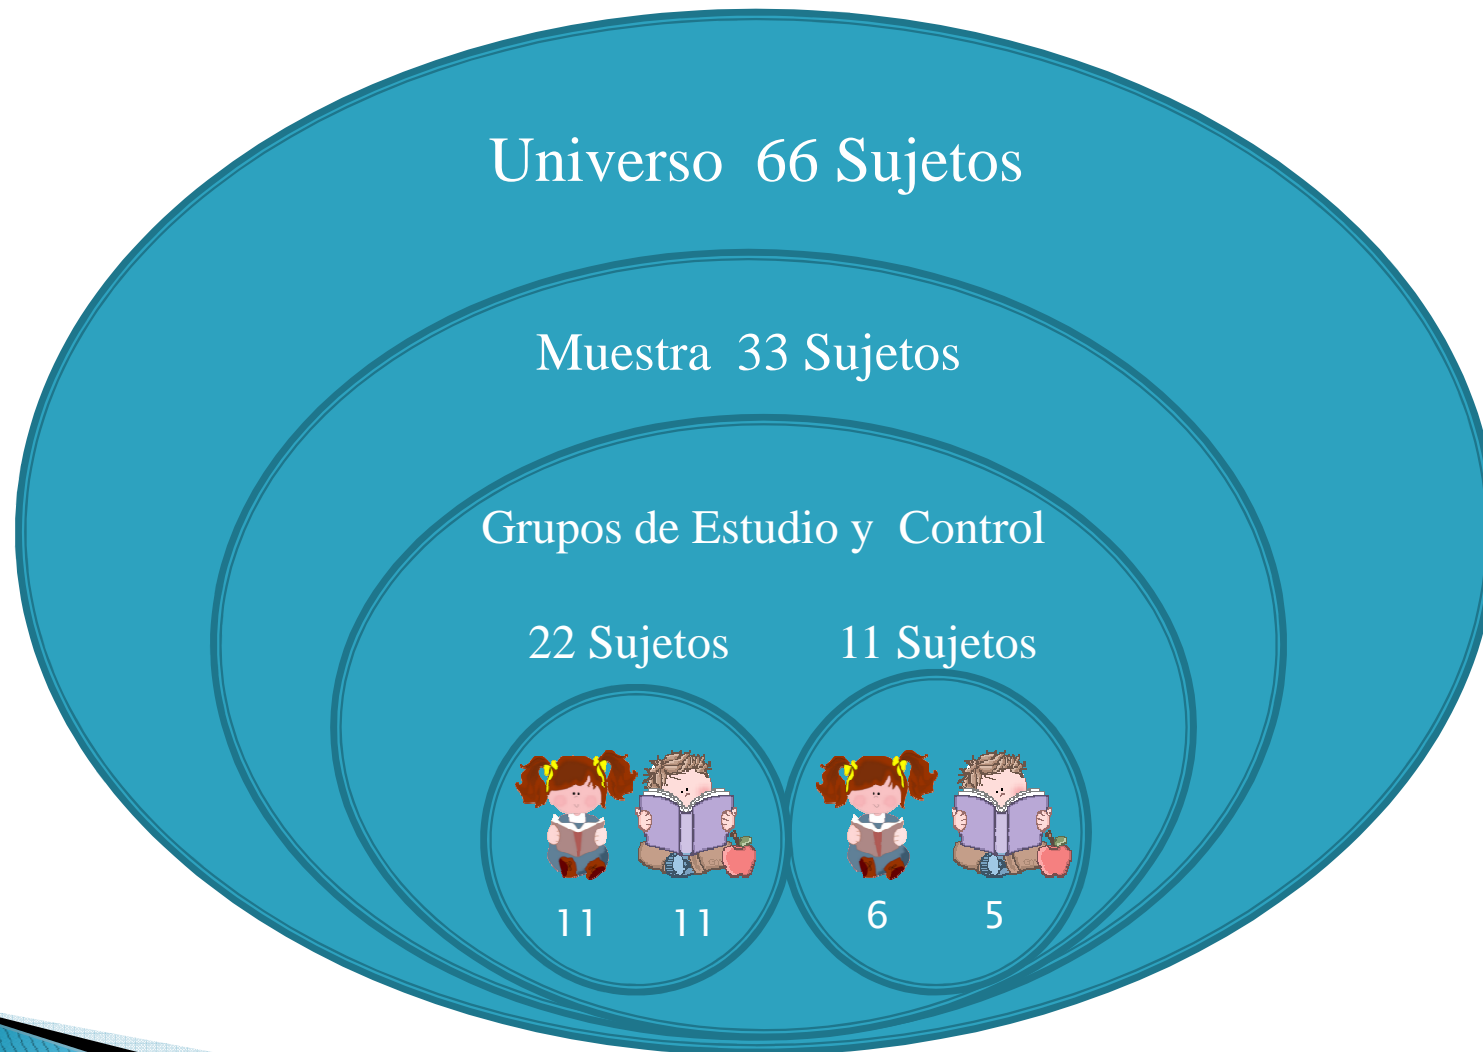 Universo 66 Sujetos
Muestra 33 Sujetos
Grupos de Estudio y Control
22 Sujetos 11 Sujetos
11 11 6 5